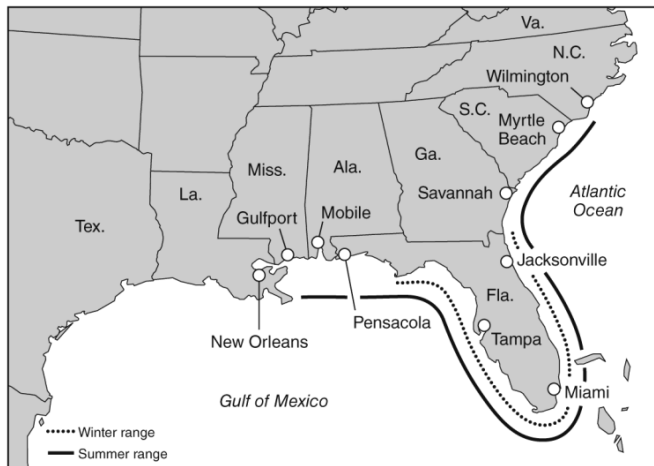 Va.
N.C.
Wilmington
S.C.
Myrtle
Beach
Ga.
Miss.
Ala.
La.
Savannah
Atlantic
Ocean
Tex.
Gulfport
Mobile
Jacksonville
Fla.
Pensacola
New Orleans
Tampa
Miami
Gulf of Mexico
Winter range
Summer range